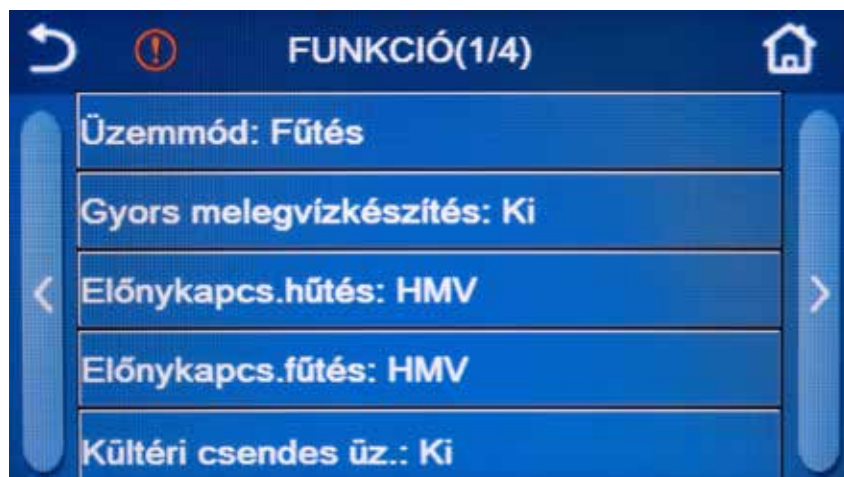 FUNKCIÓ(1/4)
Üzemmód: Fűtés
Gyors melegvízkészítés: Ki
Előnykapcs.hűtés: HMV
Előnykapcs.fűtés: HMV
Kültéri csendes üz.: Ki